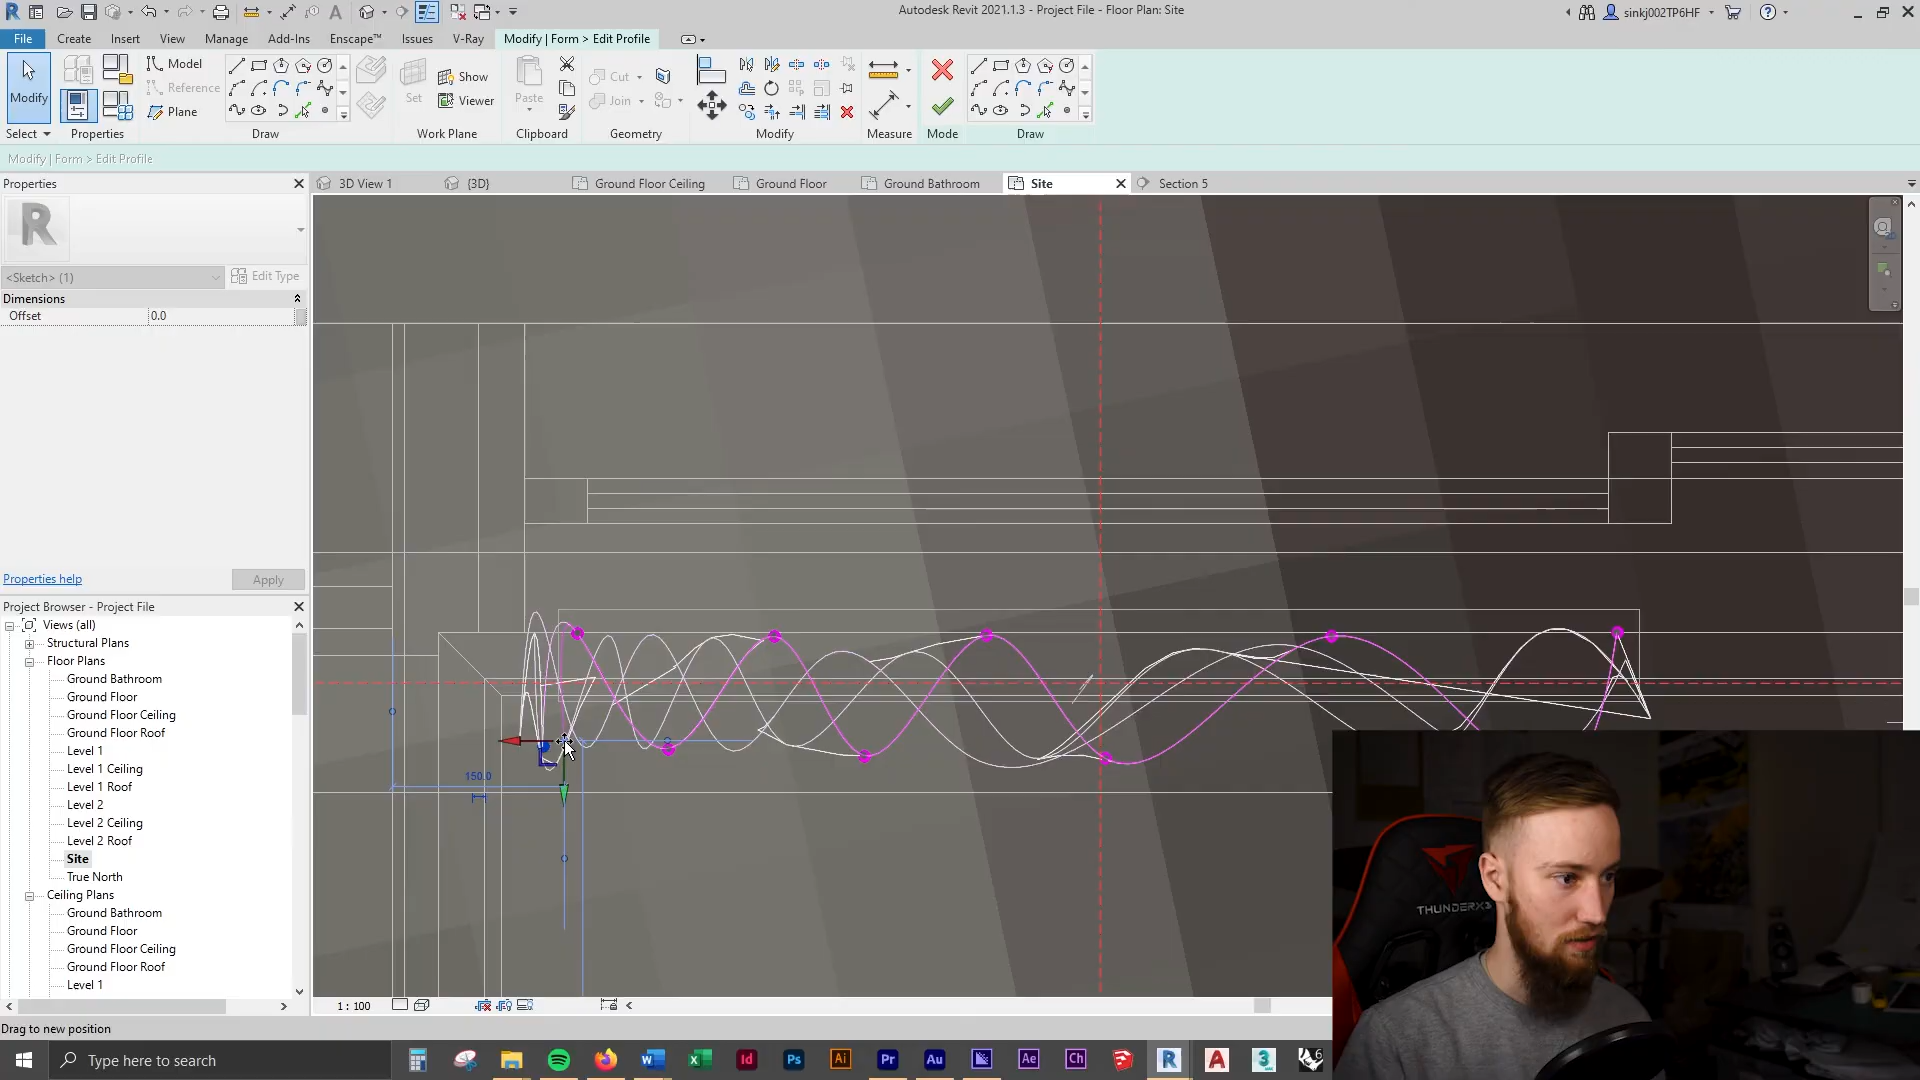 Autodesk Revit 2021.1.3 - Project File - Floor Plan: Site
sinkj002TP6HF
File
Create
Insert
View
Manage
Add-Ins
Enscape™
Issues
V-Ray
Modify | Form > Edit Profile
Modify
Model
Reference
Plane
Set
Show
Viewer
Paste
Cut
Join
Select
Properties
Draw
Work Plane
Clipboard
Geometry
Modify
Measure
Mode
Draw
Modify | Form > Edit Profile
Properties
3D View 1
{3D}
Ground Floor Ceiling
Ground Floor
Ground Bathroom
Site
Section 5
<Sketch> (1)
Edit Type
Dimensions
Offset 0.0
Properties help
Apply
Project Browser - Project File
Views (all)
Structural Plans
Floor Plans
Ground Bathroom
Ground Floor
Ground Floor Ceiling
Ground Floor Roof
Level 1
Level 1 Ceiling
Level 1 Roof
Level 2
Level 2 Ceiling
Level 2 Roof
Site
True North
Ceiling Plans
Ground Bathroom
Ground Floor
Ground Floor Ceiling
Ground Floor Roof
Level 1
150.0
THUNDERX3
1 : 100
Drag to new position
Type here to search